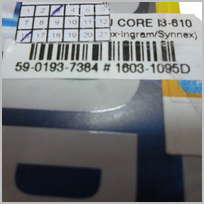 J CORE i3-610
x-Ingram/Synnex)
59-0193-7384 # 1603-1095D